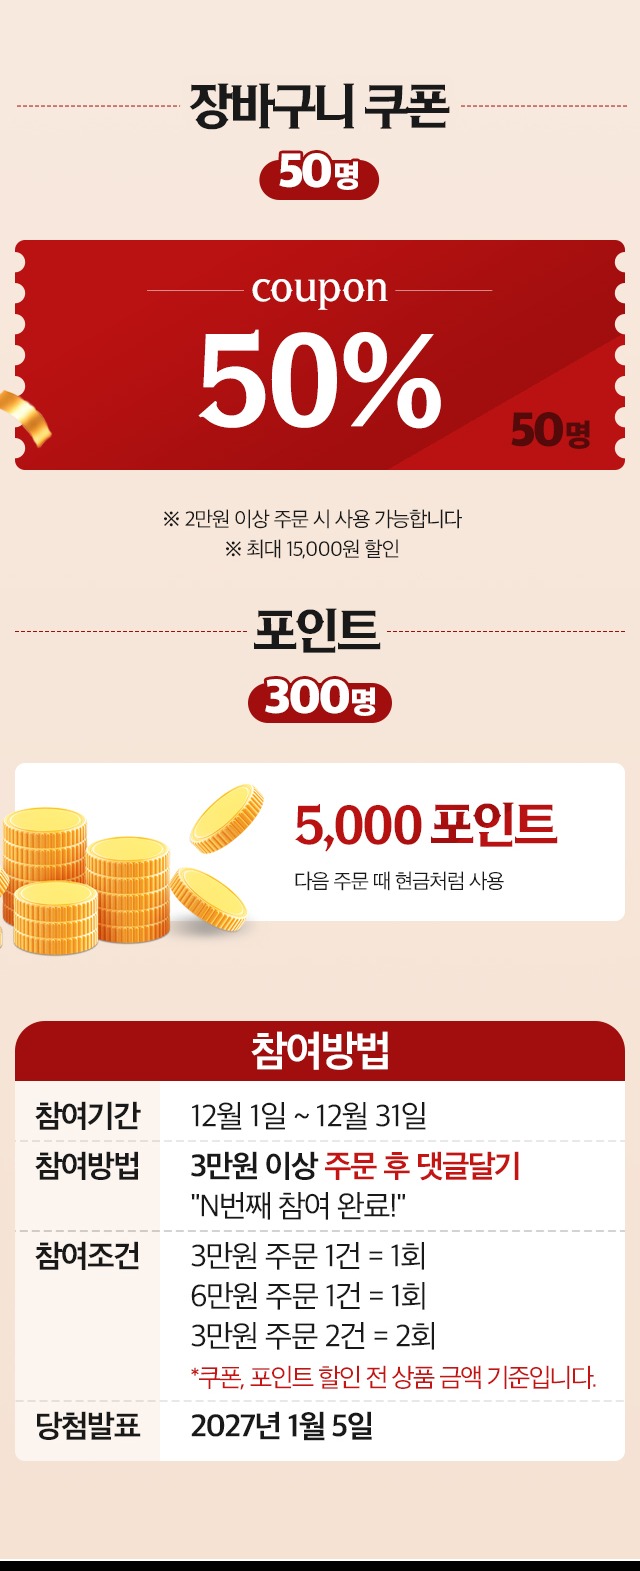 장바구니 쿠폰
50명
coupon
50%
50명
※ 2만원 이상 주문 시 사용 가능합니다
※ 최대 15,000원 할인
포인트
300명
5,000 포인트
다음 주문 때 현금처럼 사용
참여방법
참여기간 12월 1일 ~ 12월 31일
참여방법 3만원 이상 주문 후 댓글달기
"N번째 참여 완료!"
참여조건 3만원 주문 1건 = 1회
6만원 주문 1건 = 1회
3만원 주문 2건 = 2회
*쿠폰, 포인트 할인 전 상품 금액 기준입니다.
당첨발표 2027년 1월 5일